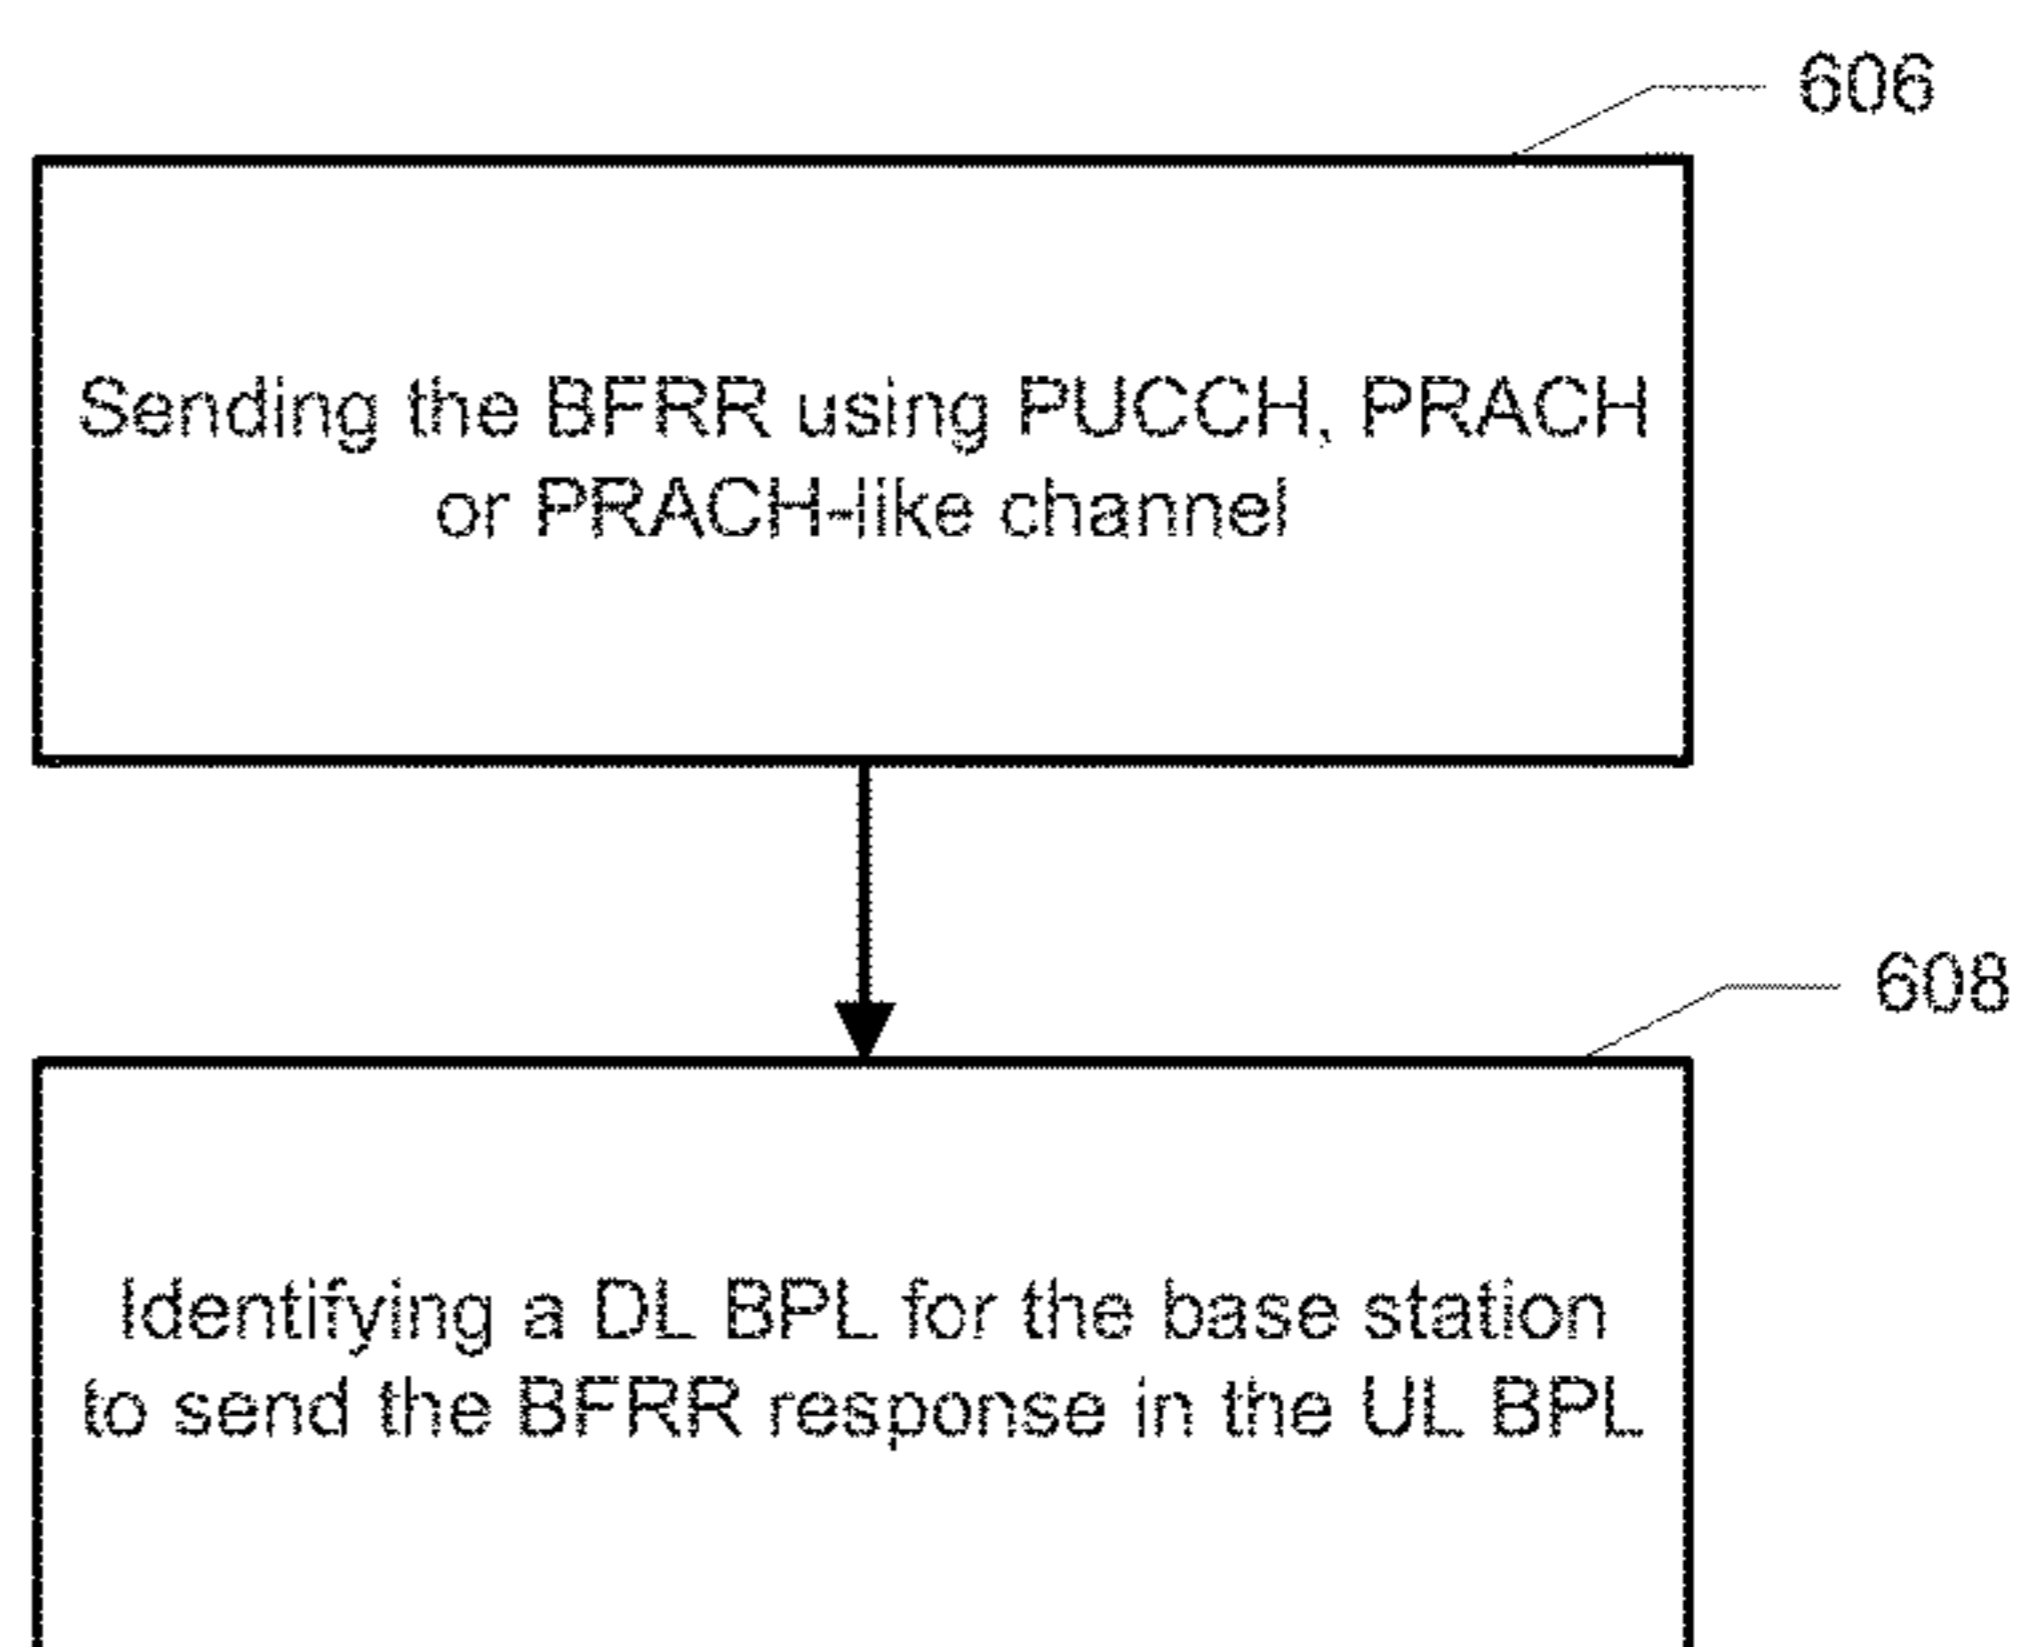 606
Sending the BFRR using PUCCH, PRACH
or PRACH-like channel
608
Identifying a DL BPL for the base station
to send the BFRR response in the UL BPL